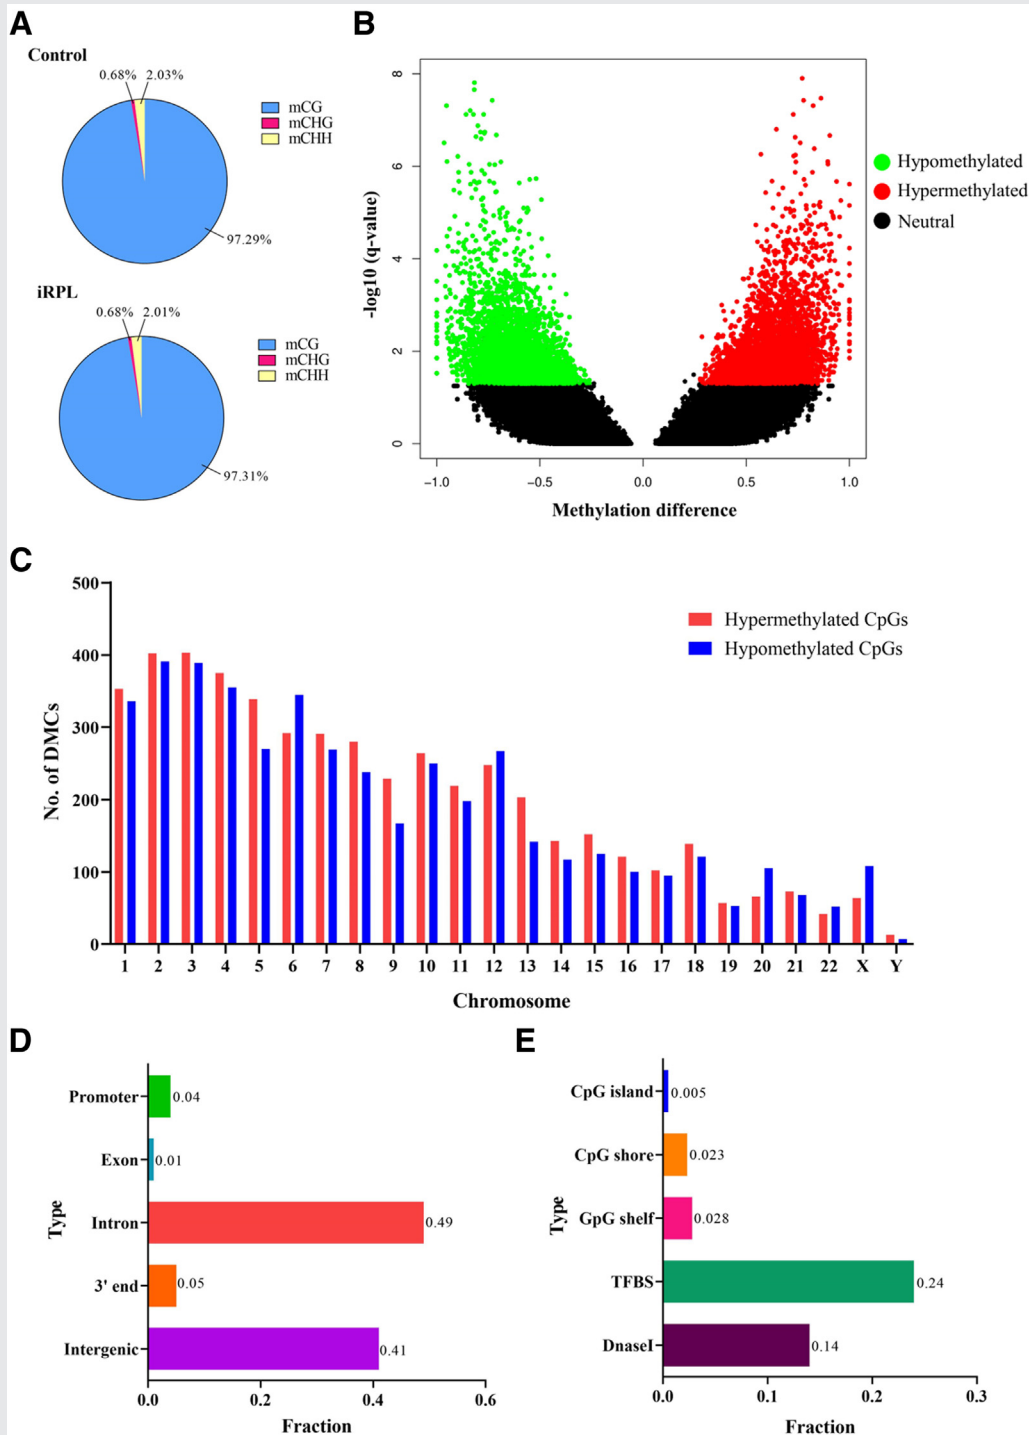 A
Control
0.68% 2.03%
mCG
mCHG
mCHH
97.29%
iRPL
0.68% 2.01%
mCG
mCHG
mCHH
97.31%
B
8
6
4
2
0
-log10 (q-value)
−1.0 −0.5 0.0 0.5 1.0
Methylation difference
Hypomethylated
Hypermethylated
Neutral
C
500
400
300
200
100
0
No. of DMCs
Hypermethylated CpGs
Hypomethylated CpGs
1 2 3 4 5 6 7 8 9 10 11 12 13 14 15 16 17 18 19 20 21 22 X Y
Chromosome
D
Type
Promoter 0.04
Exon 0.01
Intron 0.49
3' end 0.05
Intergenic 0.41
0.0 0.2 0.4 0.6
Fraction
E
Type
CpG island 0.005
CpG shore 0.023
GpG shelf 0.028
TFBS 0.24
DnaseI 0.14
0.0 0.1 0.2 0.3
Fraction